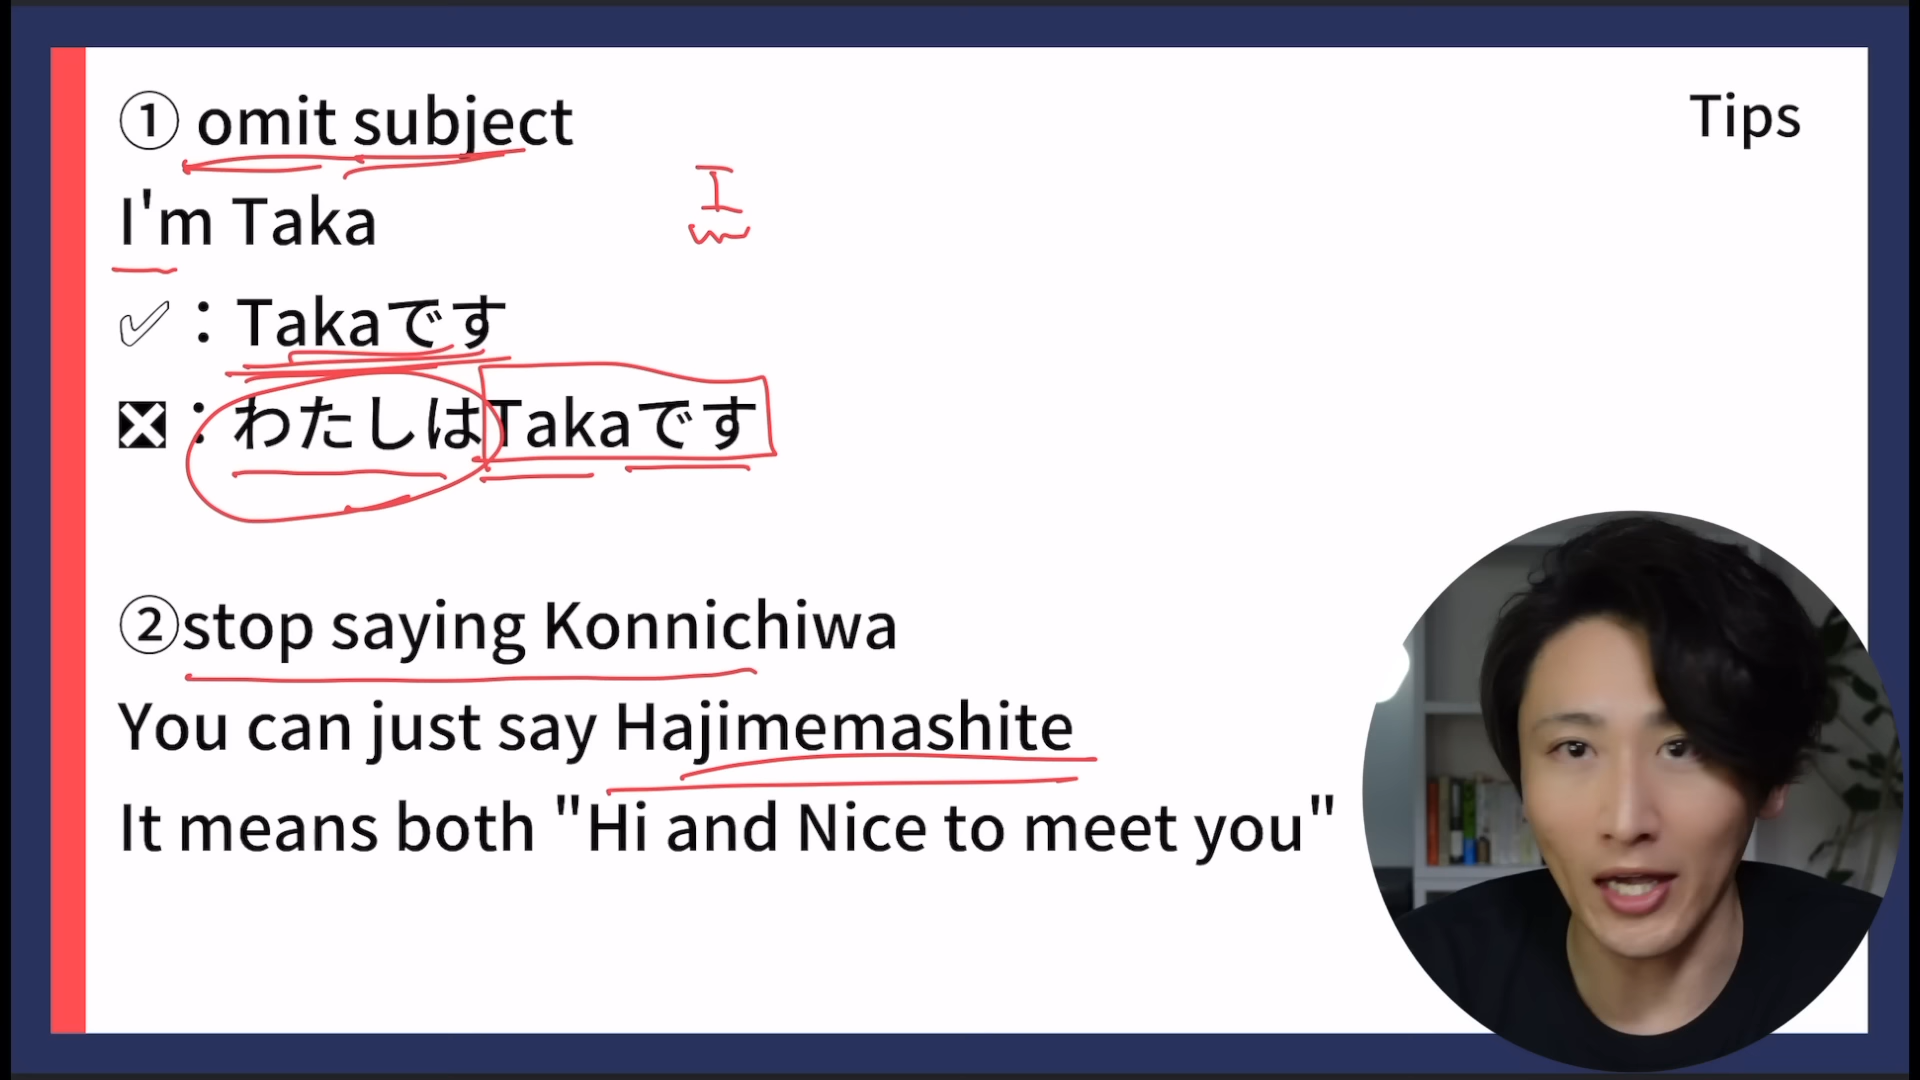 ① omit subject
Tips
I'm Taka
I
✓：Takaです
❎：わたしはTakaです
②stop saying Konnichiwa
You can just say Hajimemashite
It means both "Hi and Nice to meet you"